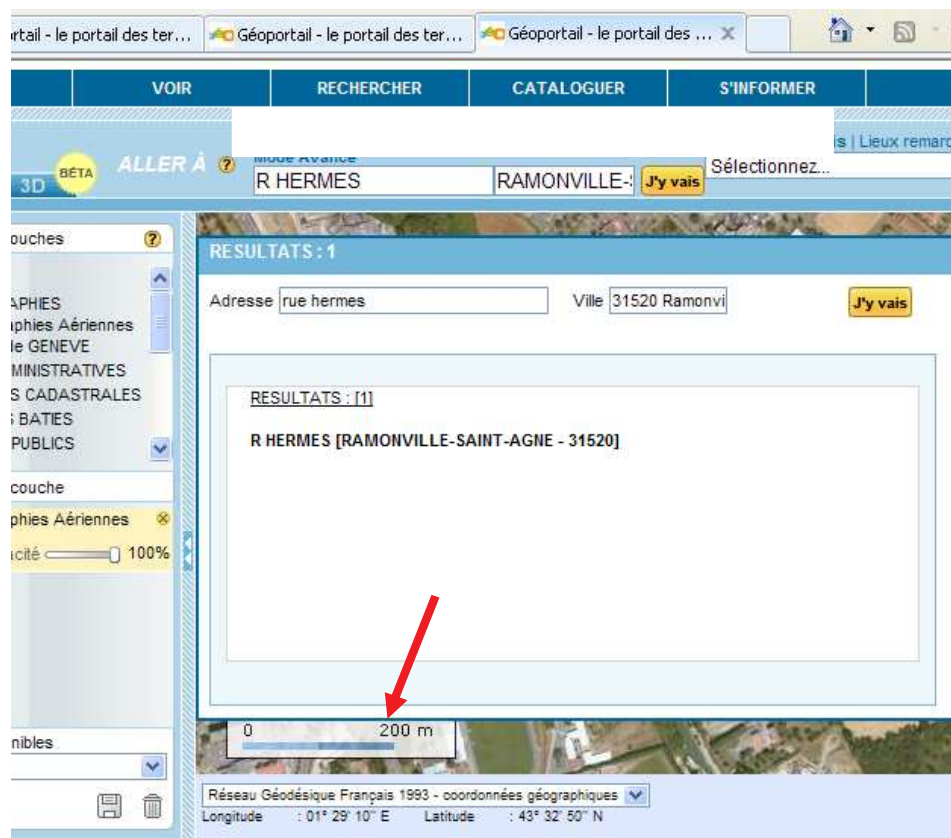 rtail - le portail des ter... Géoportail - le portail des ter... Géoportail - le portail des ...
VOIR RECHERCHER CATALOGUER S'INFORMER
is | Lieux remarc
3D BÉTA ALLER À ? Mode Avancé
R HERMES RAMONVILLE-S J'y vais Sélectionnez...
ouches ?
RESULTATS : 1
APHIES
aphies Aériennes
le GENEVE
MINISTRATIVES
S CADASTRALES
S BATIES
PUBLICS
Adresse rue hermes Ville 31520 Ramonvi J'y vais
RESULTATS : [1]
R HERMES [RAMONVILLE-SAINT-AGNE - 31520]
couche
phies Aériennes
acité 100%
0 200 m
nibles
Réseau Géodésique Français 1993 - coordonnées géographiques
Longitude : 01° 29' 10" E Latitude : 43° 32' 50" N